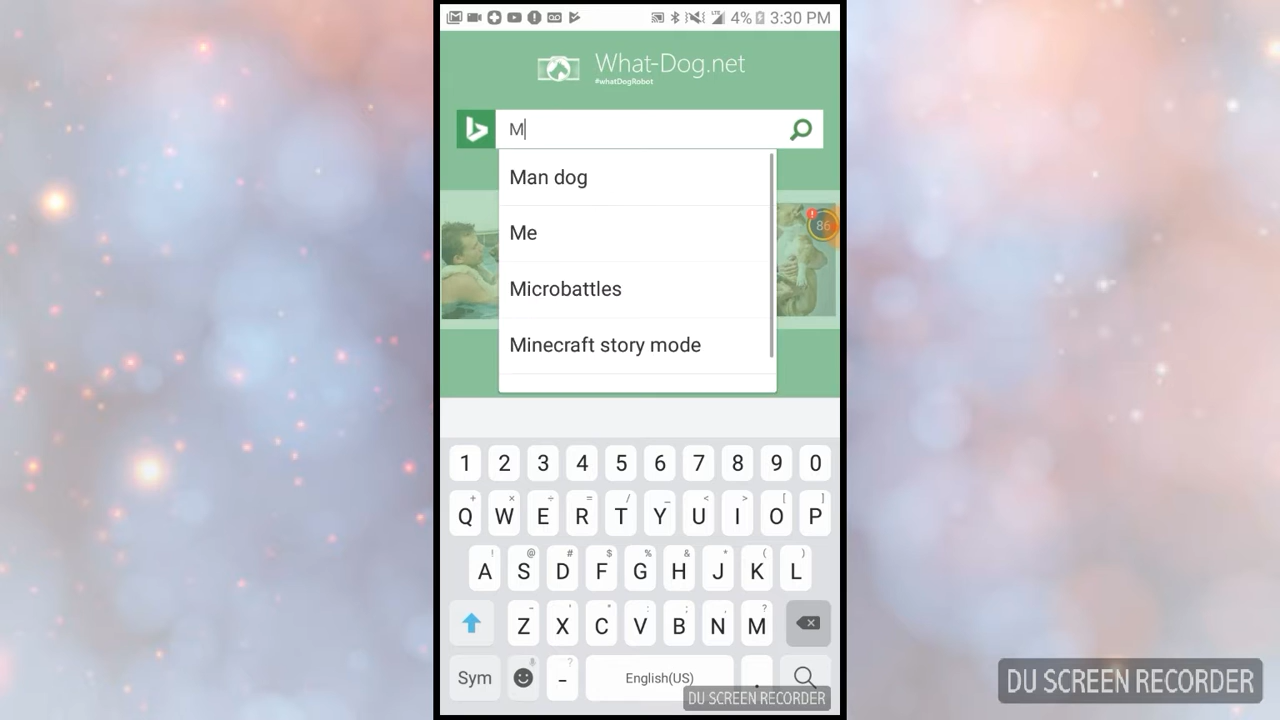 LTE 4% 3:30 PM
What-Dog.net
#whatDogRobot
M
Man dog
Me
86
Microbattles
Minecraft story mode
1 2 3 4 5 6 7 8 9 0
+ × ÷ = / _ < > [ ]
Q W E R T Y U I O P
! @ # $ % & * ( )
A S D F G H J K L
- ' " : ; , ?
Z X C V B N M
?
Sym - English(US) .
DU SCREEN RECORDER
DU SCREEN RECORDER